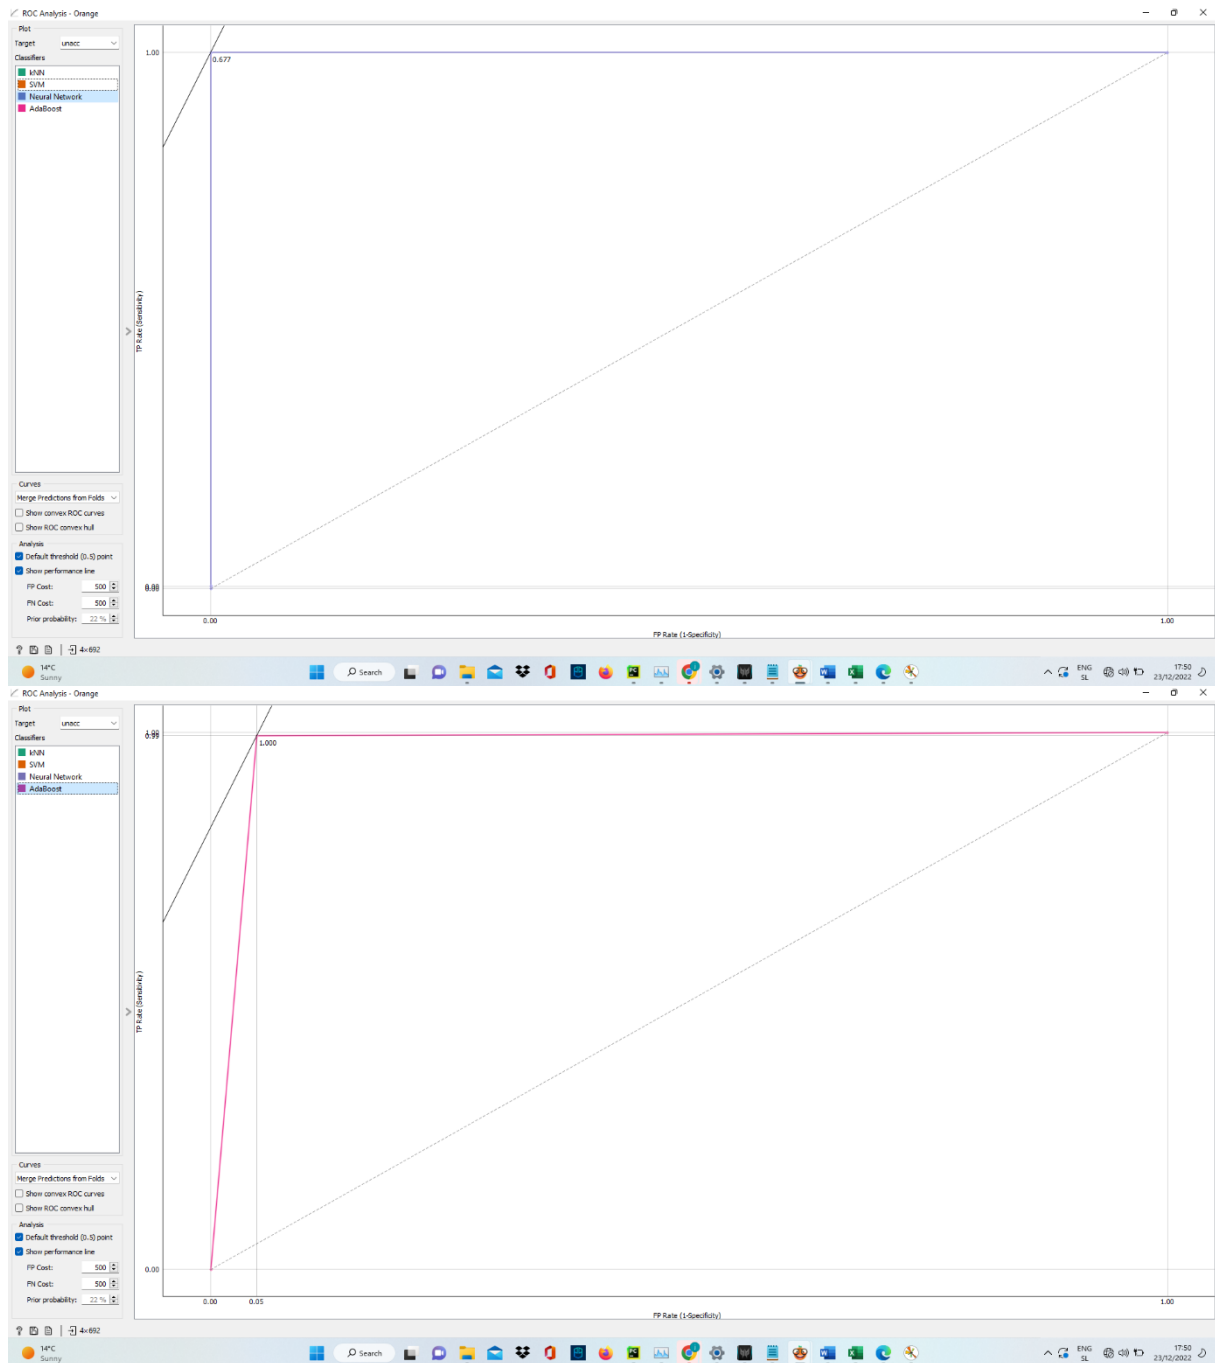 ROC Analysis - Orange
Plot
Target unacc
Classifiers
kNN
SVM
Neural Network
AdaBoost
Curves
Merge Predictions from Folds
Show convex ROC curves
Show ROC convex hull
Analysis
Default threshold (0.5) point
Show performance line
FP Cost: 500
FN Cost: 500
Prior probability: 22 %
4×692
1.00
0.677
TP Rate (Sensitivity)
0.00
0.00 1.00
FP Rate (1-Specificity)
14°C
Sunny
Search
ENG
SL
17:50
23/12/2022
ROC Analysis - Orange
Plot
Target unacc
Classifiers
kNN
SVM
Neural Network
AdaBoost
Curves
Merge Predictions from Folds
Show convex ROC curves
Show ROC convex hull
Analysis
Default threshold (0.5) point
Show performance line
FP Cost: 500
FN Cost: 500
Prior probability: 22 %
4×692
1.00
0.99
1.000
TP Rate (Sensitivity)
0.00
0.00 0.05 1.00
FP Rate (1-Specificity)
14°C
Sunny
Search
ENG
SL
17:50
23/12/2022